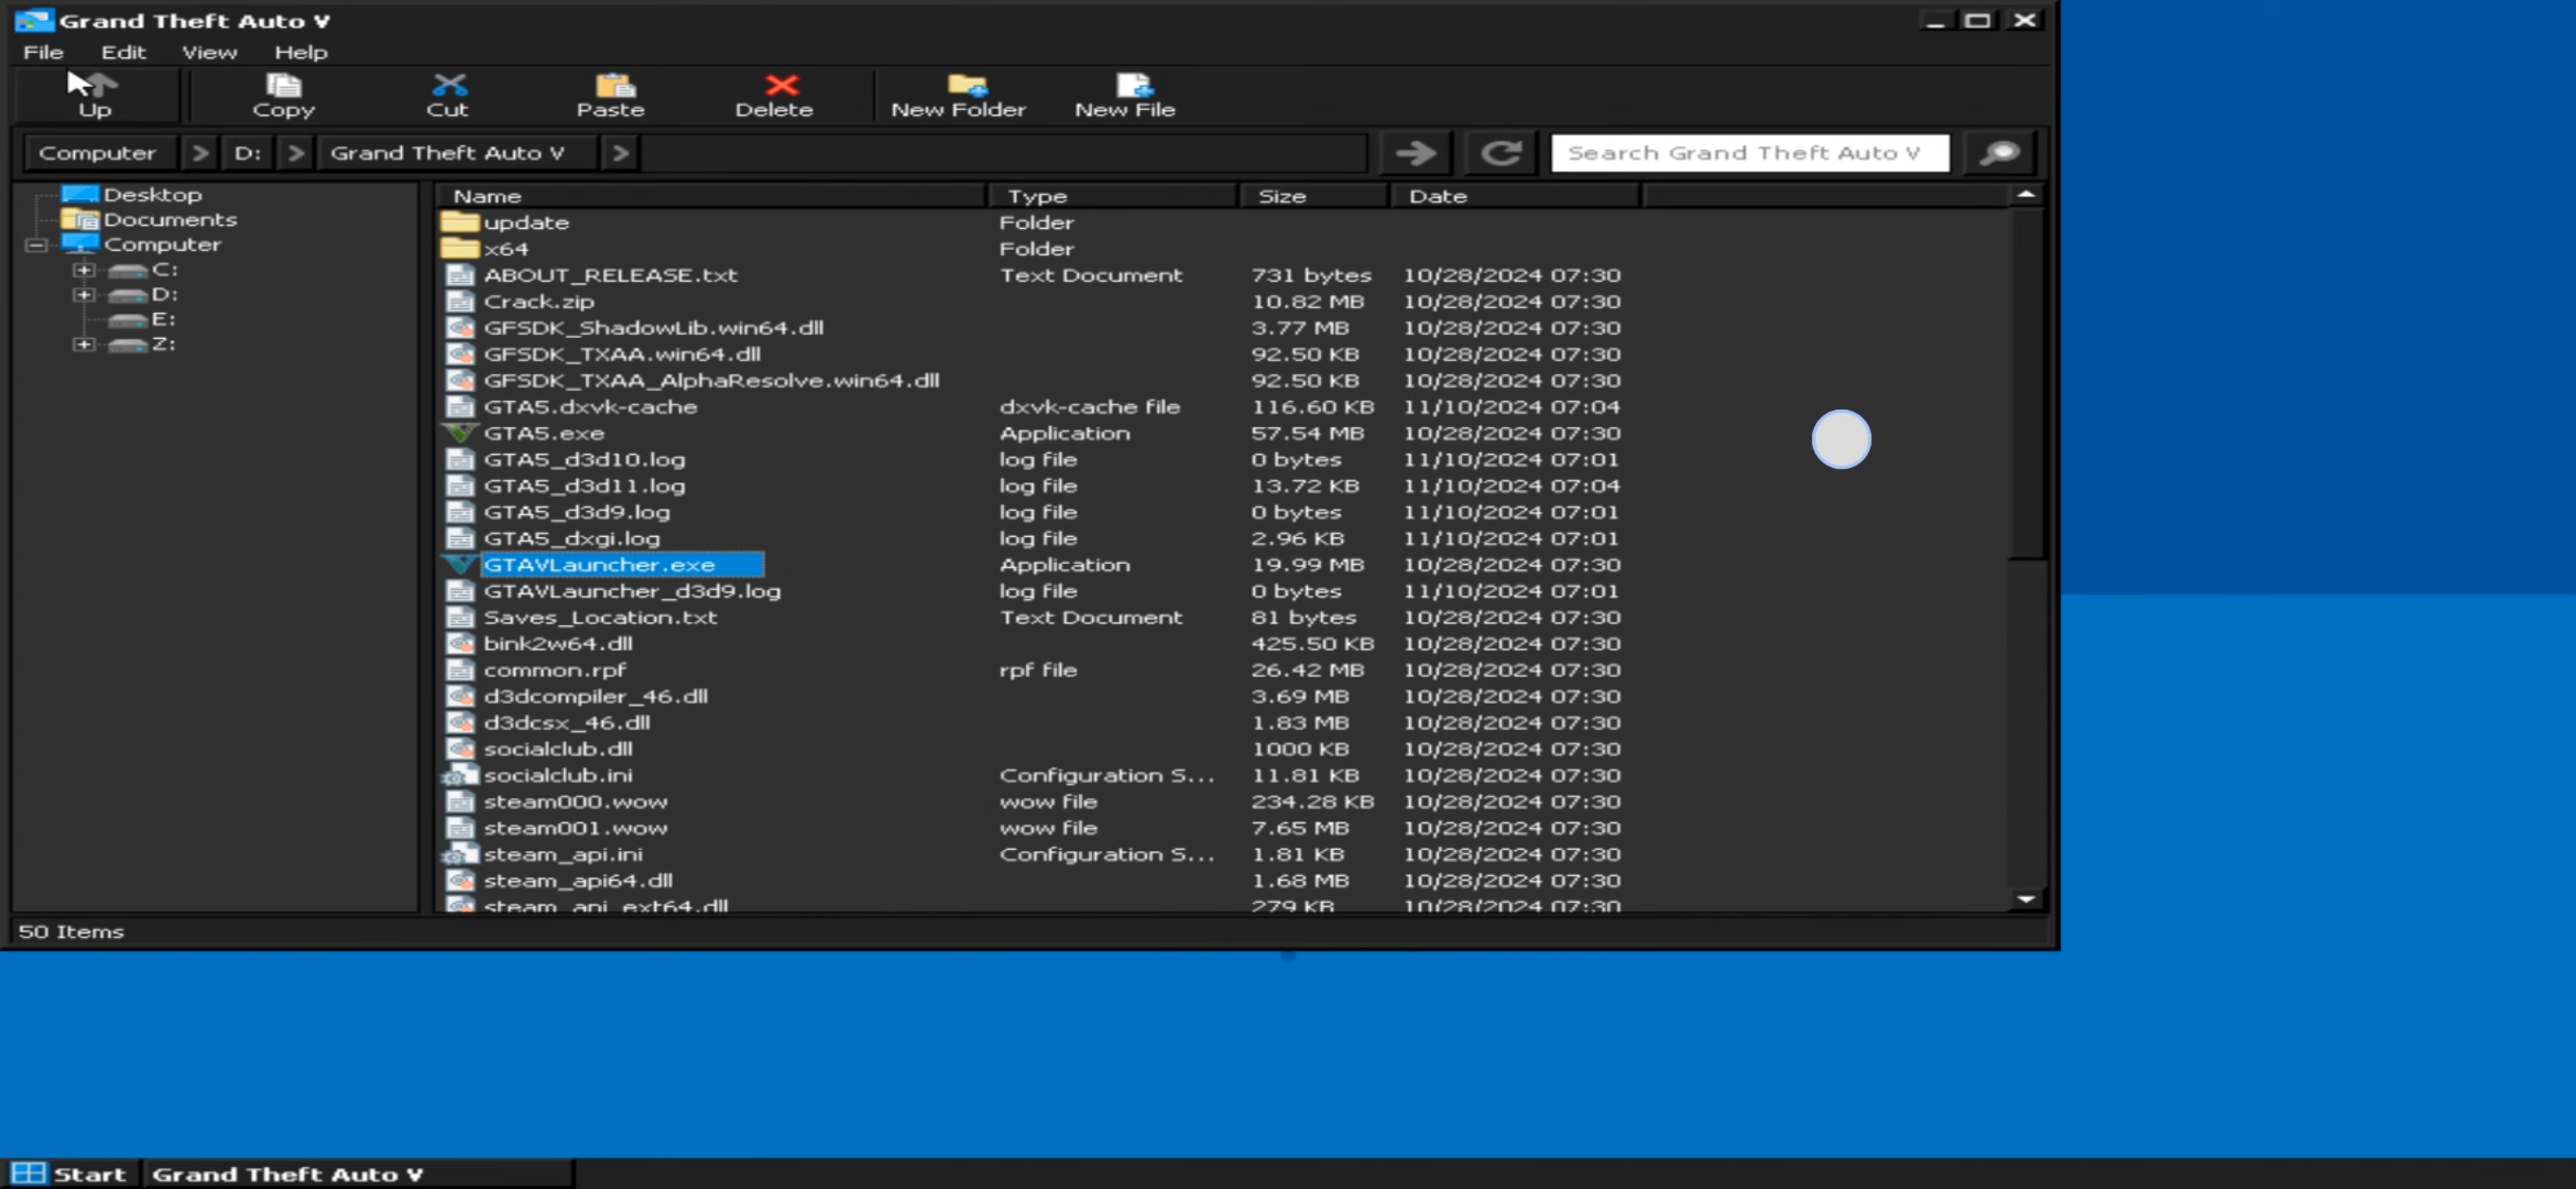 Grand Theft Auto V
File Edit View Help
Up Copy Cut Paste Delete New Folder New File
Computer > D: > Grand Theft Auto V > Search Grand Theft Auto V
Desktop
Documents
Computer
C:
D:
E:
Z:
Name Type Size Date
update Folder
x64 Folder
ABOUT_RELEASE.txt Text Document 731 bytes 10/28/2024 07:30
Crack.zip 10.82 MB 10/28/2024 07:30
GFSDK_ShadowLib.win64.dll 3.77 MB 10/28/2024 07:30
GFSDK_TXAA.win64.dll 92.50 KB 10/28/2024 07:30
GFSDK_TXAA_AlphaResolve.win64.dll 92.50 KB 10/28/2024 07:30
GTA5.dxvk-cache dxvk-cache file 116.60 KB 11/10/2024 07:04
GTA5.exe Application 57.54 MB 10/28/2024 07:30
GTA5_d3d10.log log file 0 bytes 11/10/2024 07:01
GTA5_d3d11.log log file 13.72 KB 11/10/2024 07:04
GTA5_d3d9.log log file 0 bytes 11/10/2024 07:01
GTA5_dxgi.log log file 2.96 KB 11/10/2024 07:01
GTAVLauncher.exe Application 19.99 MB 10/28/2024 07:30
GTAVLauncher_d3d9.log log file 0 bytes 11/10/2024 07:01
Saves_Location.txt Text Document 81 bytes 10/28/2024 07:30
bink2w64.dll 425.50 KB 10/28/2024 07:30
common.rpf rpf file 26.42 MB 10/28/2024 07:30
d3dcompiler_46.dll 3.69 MB 10/28/2024 07:30
d3dcsx_46.dll 1.83 MB 10/28/2024 07:30
socialclub.dll 1000 KB 10/28/2024 07:30
socialclub.ini Configuration S... 11.81 KB 10/28/2024 07:30
steam000.wow wow file 234.28 KB 10/28/2024 07:30
steam001.wow wow file 7.65 MB 10/28/2024 07:30
steam_api.ini Configuration S... 1.81 KB 10/28/2024 07:30
steam_api64.dll 1.68 MB 10/28/2024 07:30
steam_api_ext64.dll 279 KB 10/28/2024 07:30
50 Items
Start Grand Theft Auto V